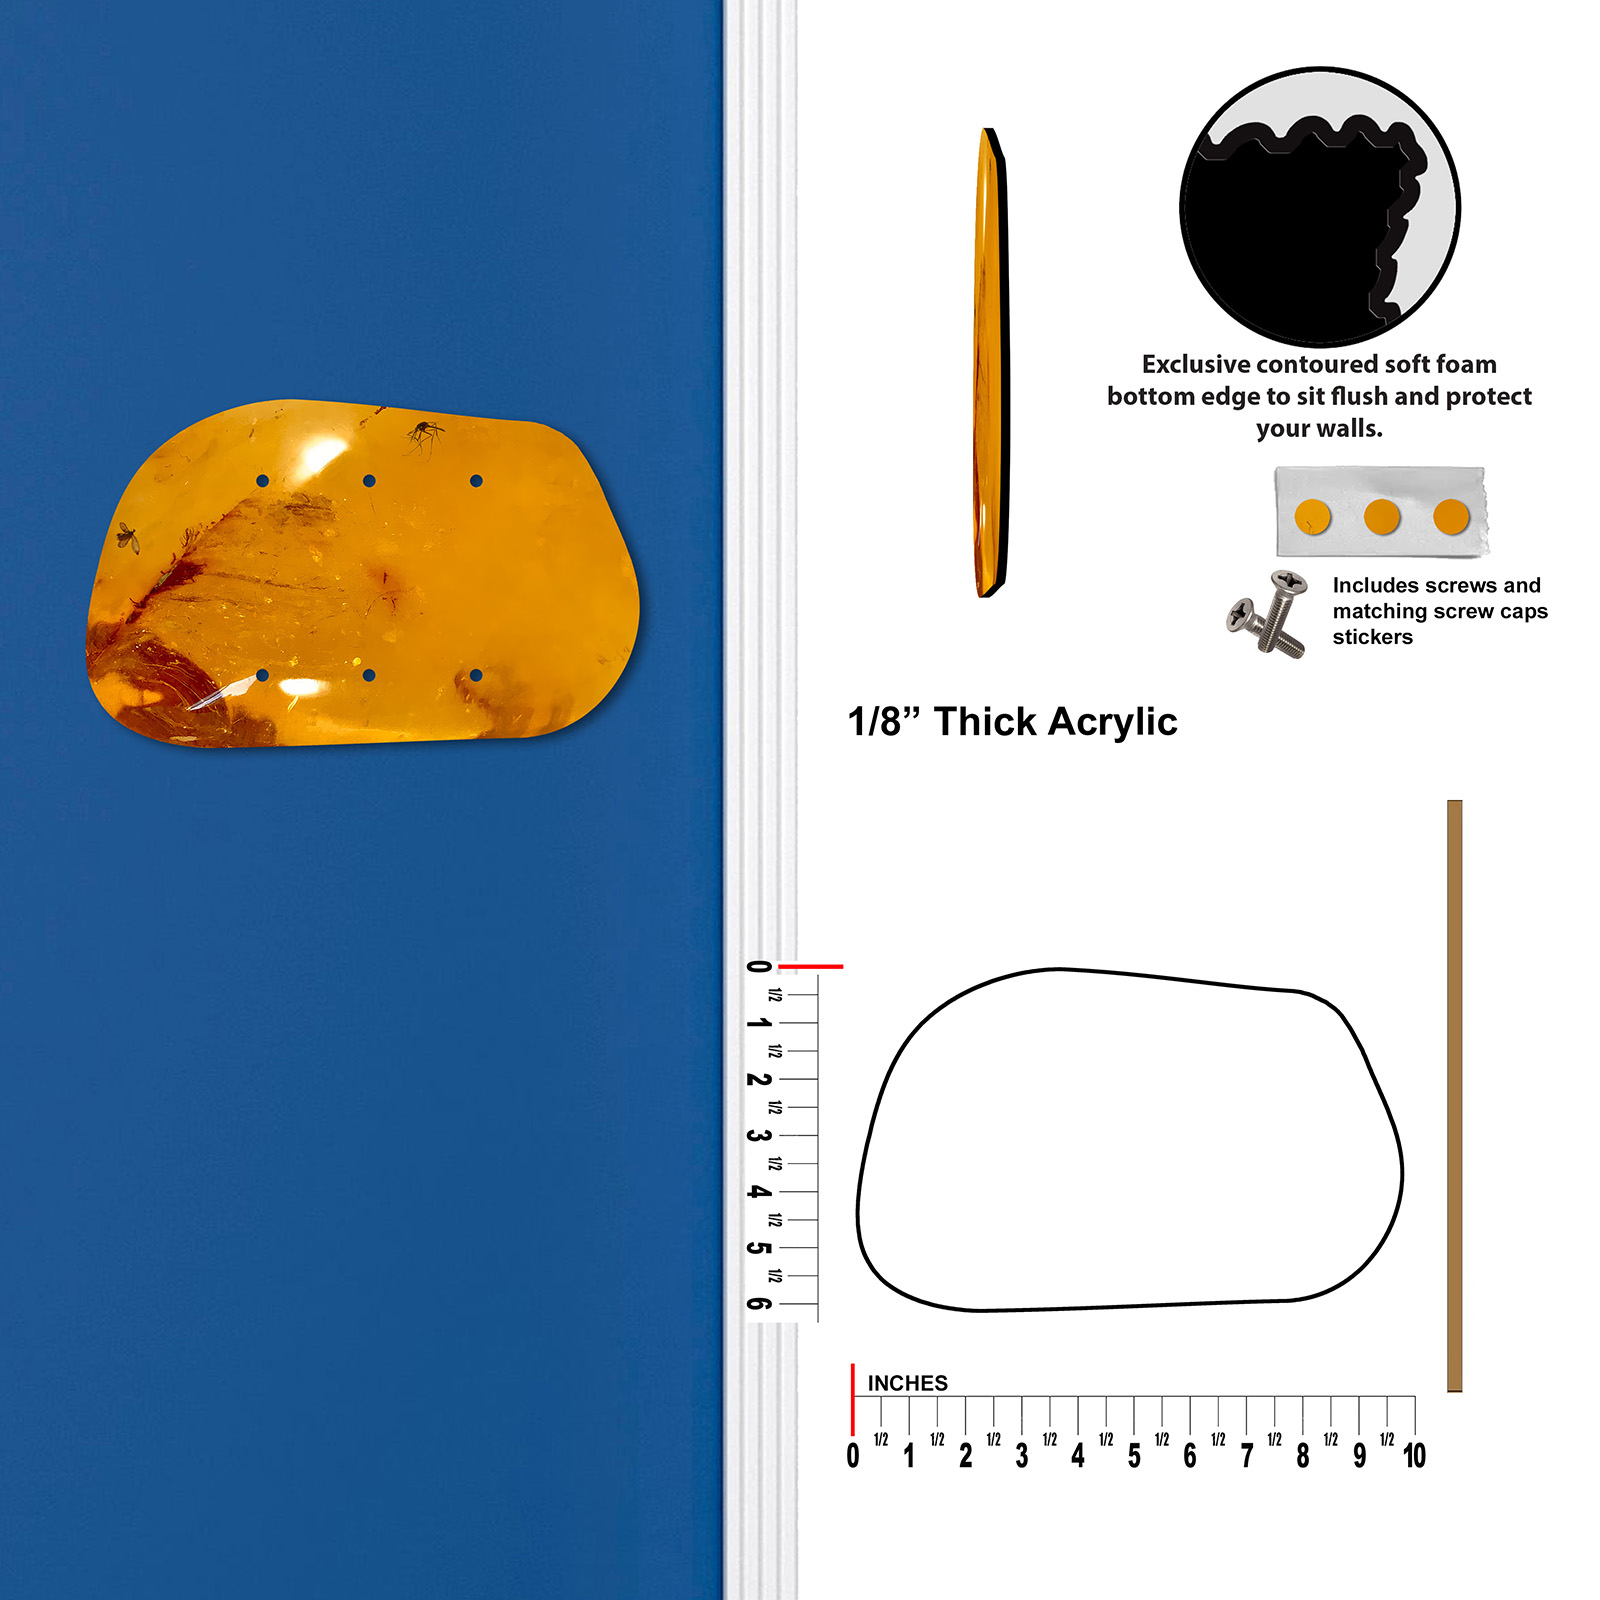 Exclusive contoured soft foam
bottom edge to sit flush and protect
your walls.
Includes screws and
matching screw caps
stickers
1/8” Thick Acrylic
0
1/2
1
1/2
2
1/2
3
1/2
4
1/2
5
1/2
6
INCHES
0 1/2 1 1/2 2 1/2 3 1/2 4 1/2 5 1/2 6 1/2 7 1/2 8 1/2 9 1/2 10